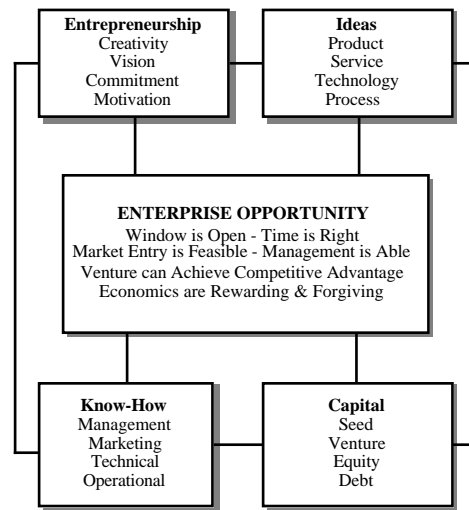 Entrepreneurship
Creativity
Vision
Commitment
Motivation
Ideas
Product
Service
Technology
Process
ENTERPRISE OPPORTUNITY
Window is Open - Time is Right
Market Entry is Feasible - Management is Able
Venture can Achieve Competitive Advantage
Economics are Rewarding & Forgiving
Know-How
Management
Marketing
Technical
Operational
Capital
Seed
Venture
Equity
Debt